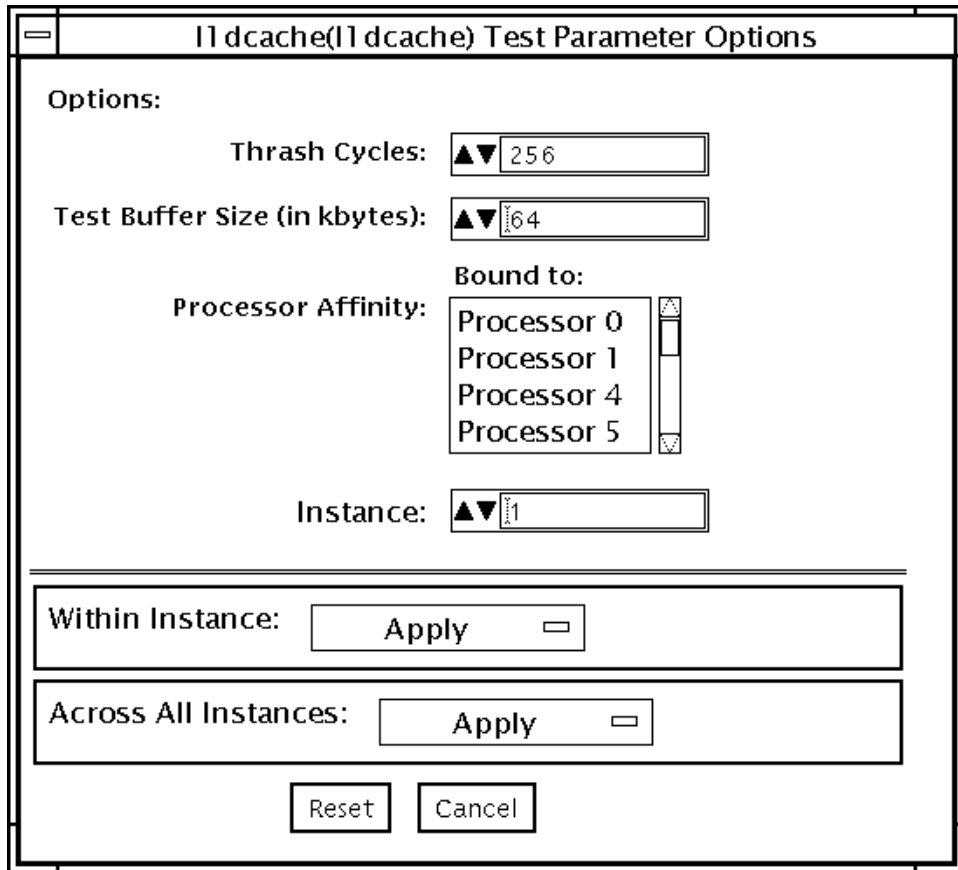 l1dcache(l1dcache) Test Parameter Options
Options:
Thrash Cycles: 256
Test Buffer Size (in kbytes): 64
Bound to:
Processor Affinity:
Processor 0
Processor 1
Processor 4
Processor 5
Instance: 1
Within Instance: Apply
Across All Instances: Apply
Reset Cancel